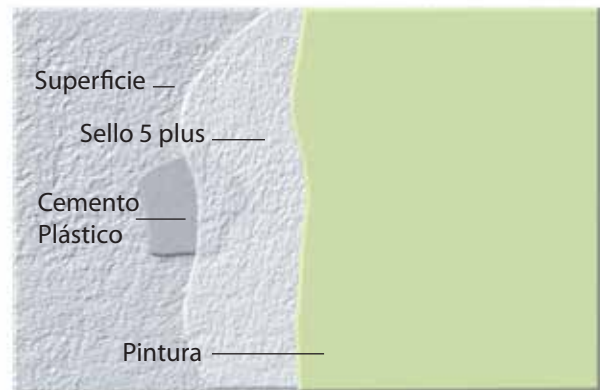 Superficie
Sello 5 plus
Cemento
Plástico
Pintura